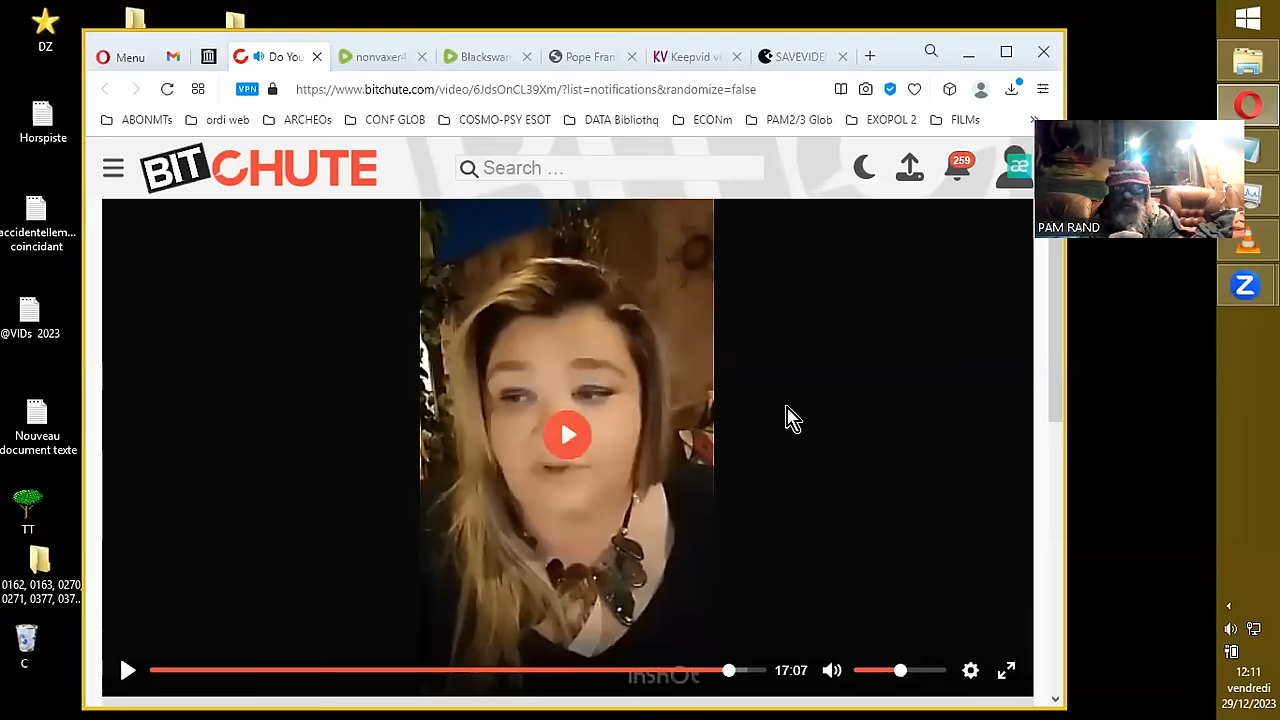 DZ
Horspiste
accidentellem...
coincidant
@VIDs 2023
Nouveau
document texte
TT
0162, 0163, 0270,
0271, 0377, 037...
C
Menu
Do You
nonvaxer4
Blackswan
Pope Fran
KV Keepvid vi
SAVEVIDE
VPN
https://www.bitchute.com/video/6JdsOnCL39Xm/?list=notifications&randomize=false
ABONMTs
ordi web
ARCHEOs
CONF GLOB
COSMO-PSY ESOT
DATA Bibliothq
ECONm
PAM2/3 Glob
EXOPOL 2
FILMs
BITCHUTE
Search ...
259
æ
PAM RAND
InShOt
17:07
Z
12:11
vendredi
29/12/2023